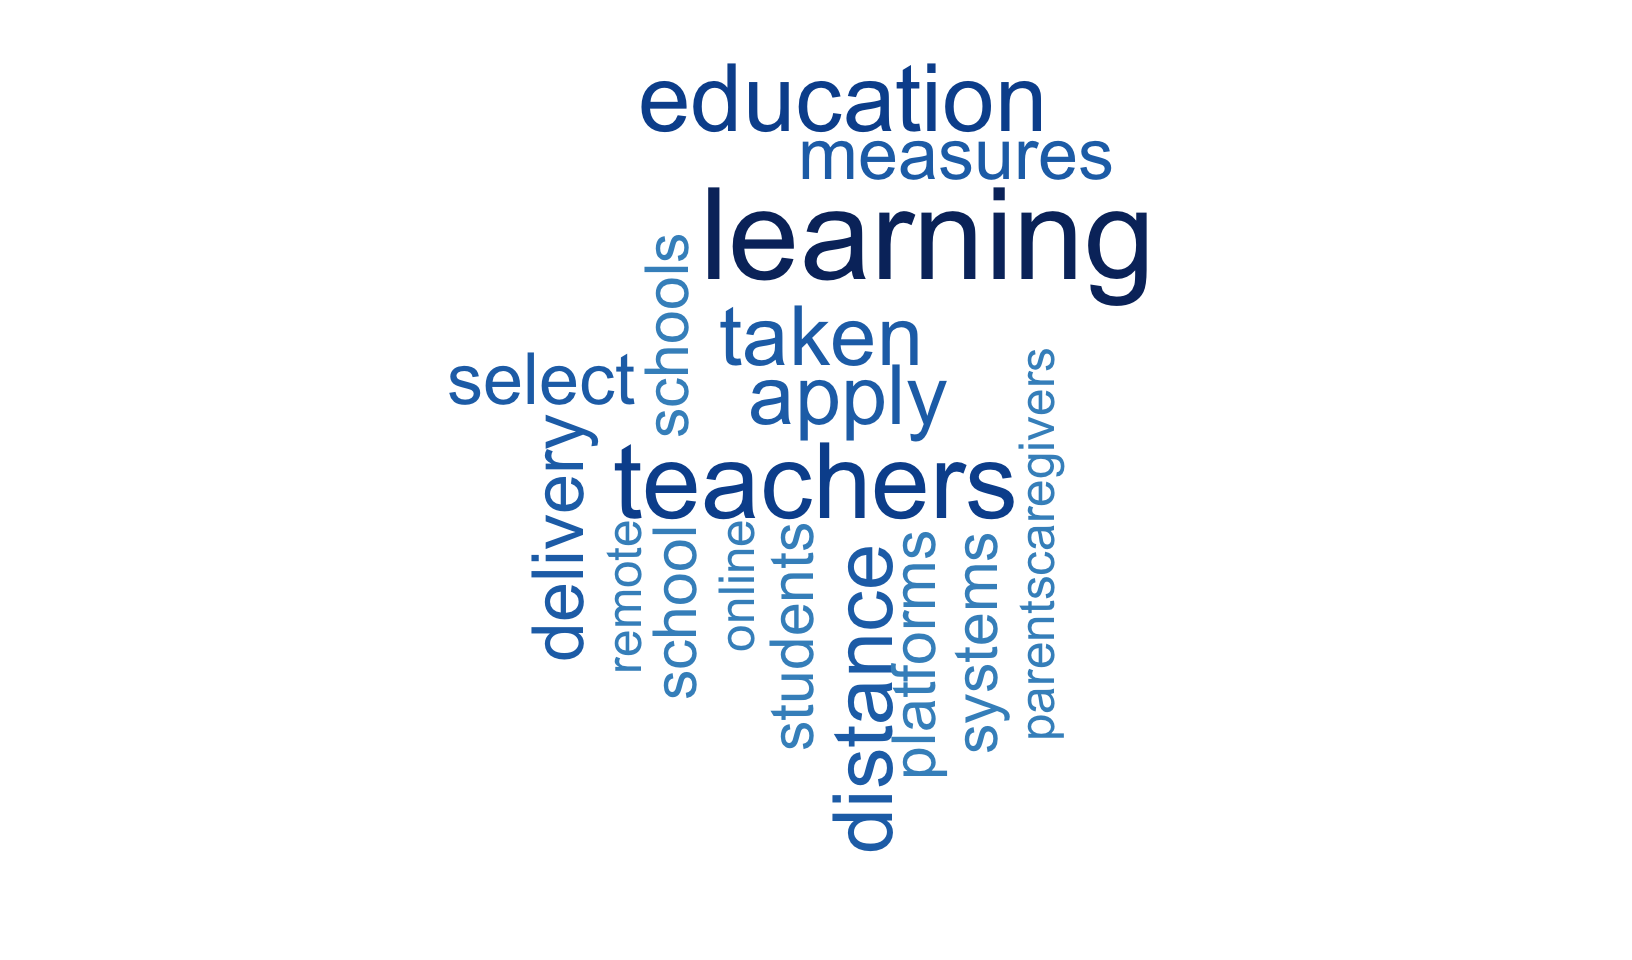 education
measures
learning
schools
taken
select
apply
parentscaregivers
delivery
teachers
remote
school
online
students
distance
platforms
systems